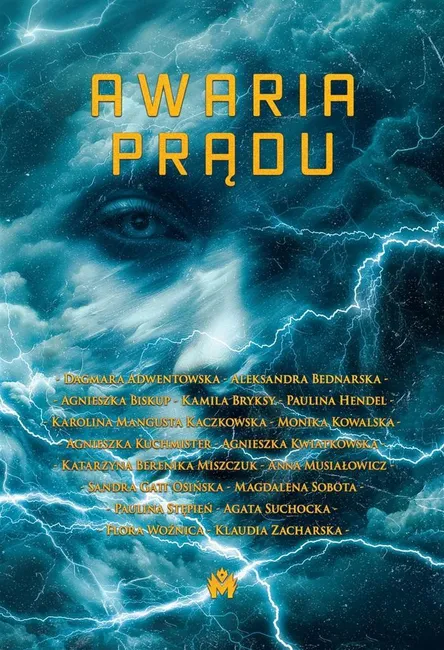 AWARIA
PRĄDU
- Dagmara Adwentowska - Aleksandra Bednarska -
- Agnieszka Biskup - Kamila Bryksy - Paulina Hendel -
- Karolina Mangusta Kaczkowska - Monika Kowalska -
- Agnieszka Kuchmister - Agnieszka Kwiatkowska -
- Katarzyna Berenika Miszczuk - Anna Musiałowicz -
- Sandra Gatt Osińska - Magdalena Sobota -
- Paulina Stępień - Agata Suchocka -
- Flora Woźnica - Klaudia Zacharska -